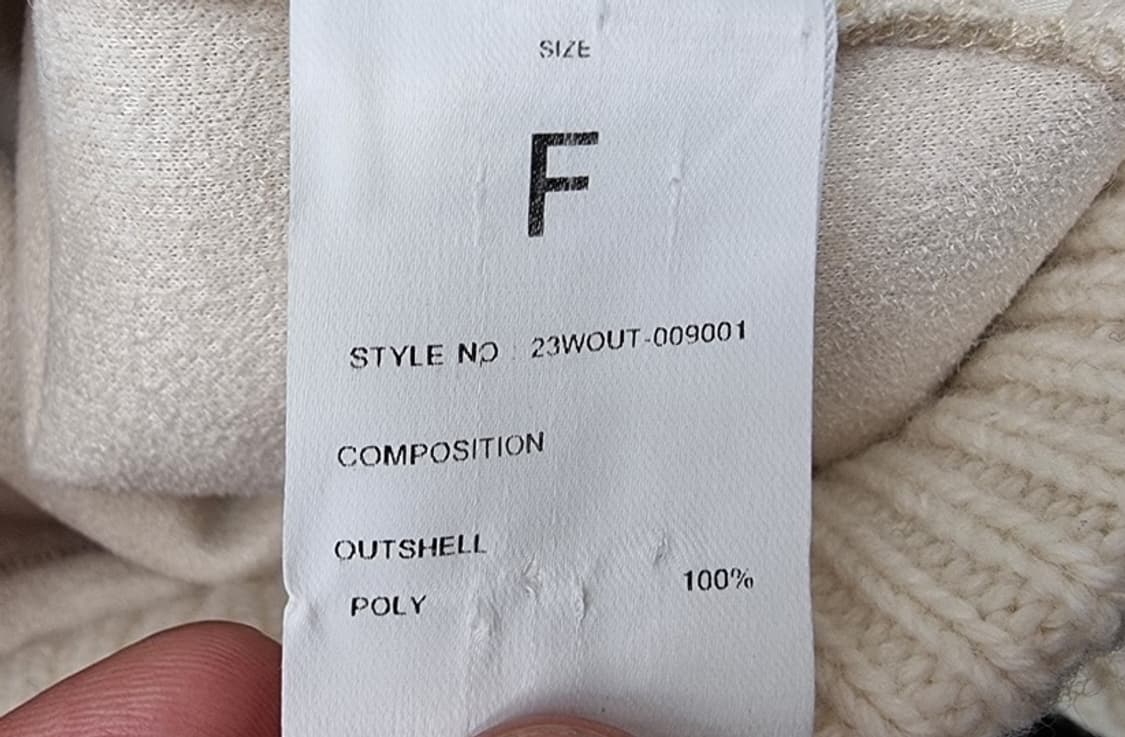 SIZE
F
STYLE NO : 23WOUT-009001
COMPOSITION
OUTSHELL
POLY 100%